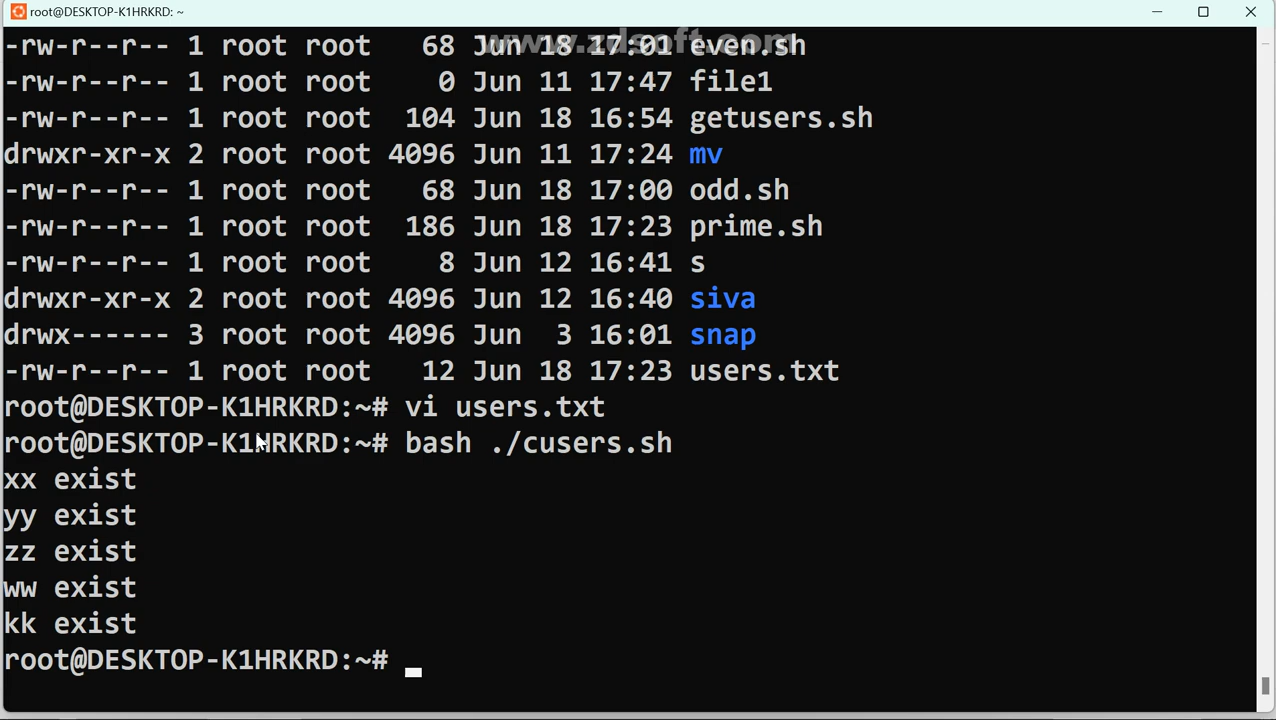 root@DESKTOP-K1HRKRD: ~
www.zdsoft.com
-rw-r--r-- 1 root root 68 Jun 18 17:01 even.sh
-rw-r--r-- 1 root root 0 Jun 11 17:47 file1
-rw-r--r-- 1 root root 104 Jun 18 16:54 getusers.sh
drwxr-xr-x 2 root root 4096 Jun 11 17:24 mv
-rw-r--r-- 1 root root 68 Jun 18 17:00 odd.sh
-rw-r--r-- 1 root root 186 Jun 18 17:23 prime.sh
-rw-r--r-- 1 root root 8 Jun 12 16:41 s
drwxr-xr-x 2 root root 4096 Jun 12 16:40 siva
drwx------ 3 root root 4096 Jun 3 16:01 snap
-rw-r--r-- 1 root root 12 Jun 18 17:23 users.txt
root@DESKTOP-K1HRKRD:~# vi users.txt
root@DESKTOP-K1HRKRD:~# bash ./cusers.sh
xx exist
yy exist
zz exist
ww exist
kk exist
root@DESKTOP-K1HRKRD:~#